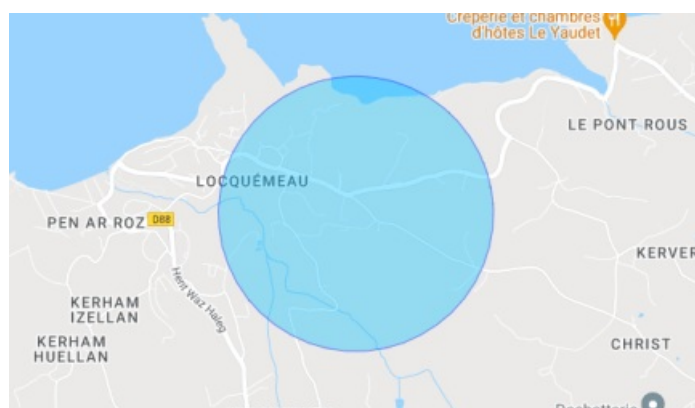 Crêperie et chambres
d'hôtes Le Yaudet
LE PONT ROUS
LOCQUÉMEAU
PEN AR ROZ
D88
KERVER
Hent Waz Haleg
KERHAM
IZELLAN
KERHAM
HUELLAN
CHRIST